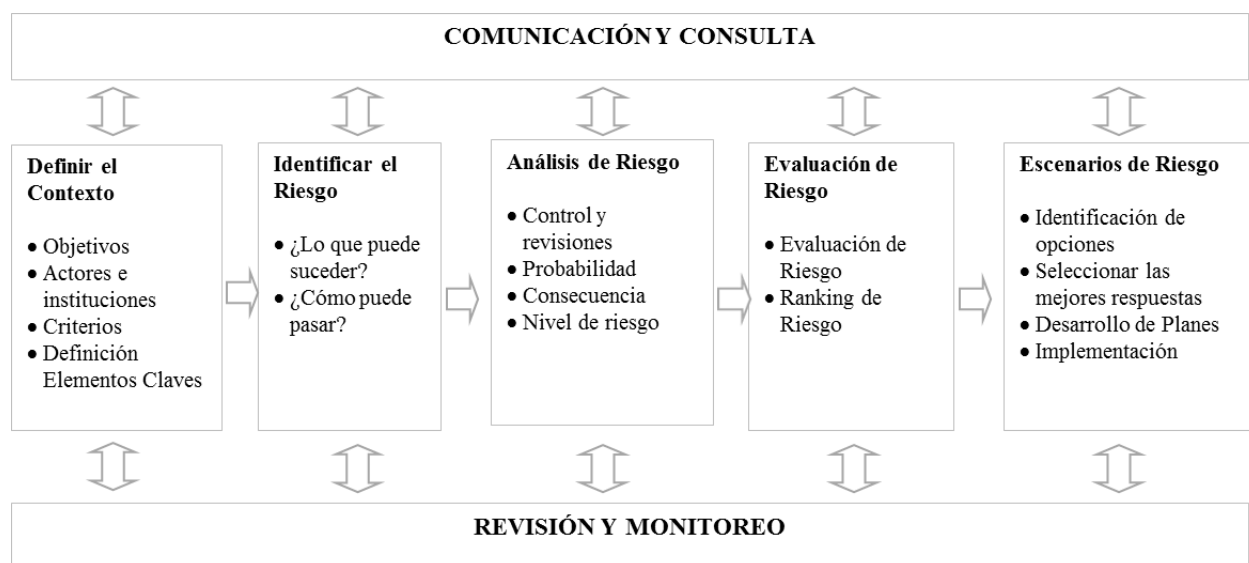 COMUNICACIÓN Y CONSULTA
Definir el
Contexto
• Objetivos
• Actores e
instituciones
• Criterios
• Definición
Elementos Claves
Identificar el
Riesgo
• ¿Lo que puede
suceder?
• ¿Cómo puede
pasar?
Análisis de Riesgo
• Control y
revisiones
• Probabilidad
• Consecuencia
• Nivel de riesgo
Evaluación de
Riesgo
• Evaluación de
Riesgo
• Ranking de
Riesgo
Escenarios de Riesgo
• Identificación de
opciones
• Seleccionar las
mejores respuestas
• Desarrollo de Planes
• Implementación
REVISIÓN Y MONITOREO